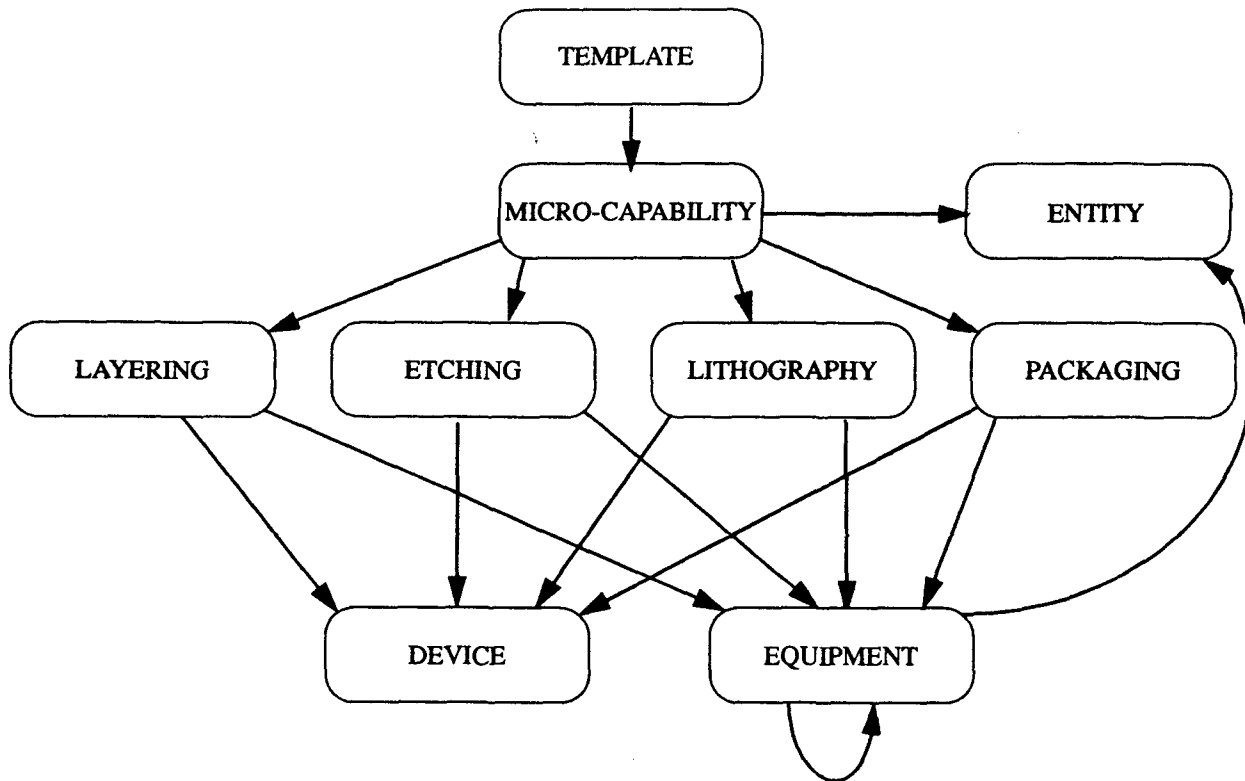 TEMPLATE
MICRO-CAPABILITY
ENTITY
LAYERING
ETCHING
LITHOGRAPHY
PACKAGING
DEVICE
EQUIPMENT